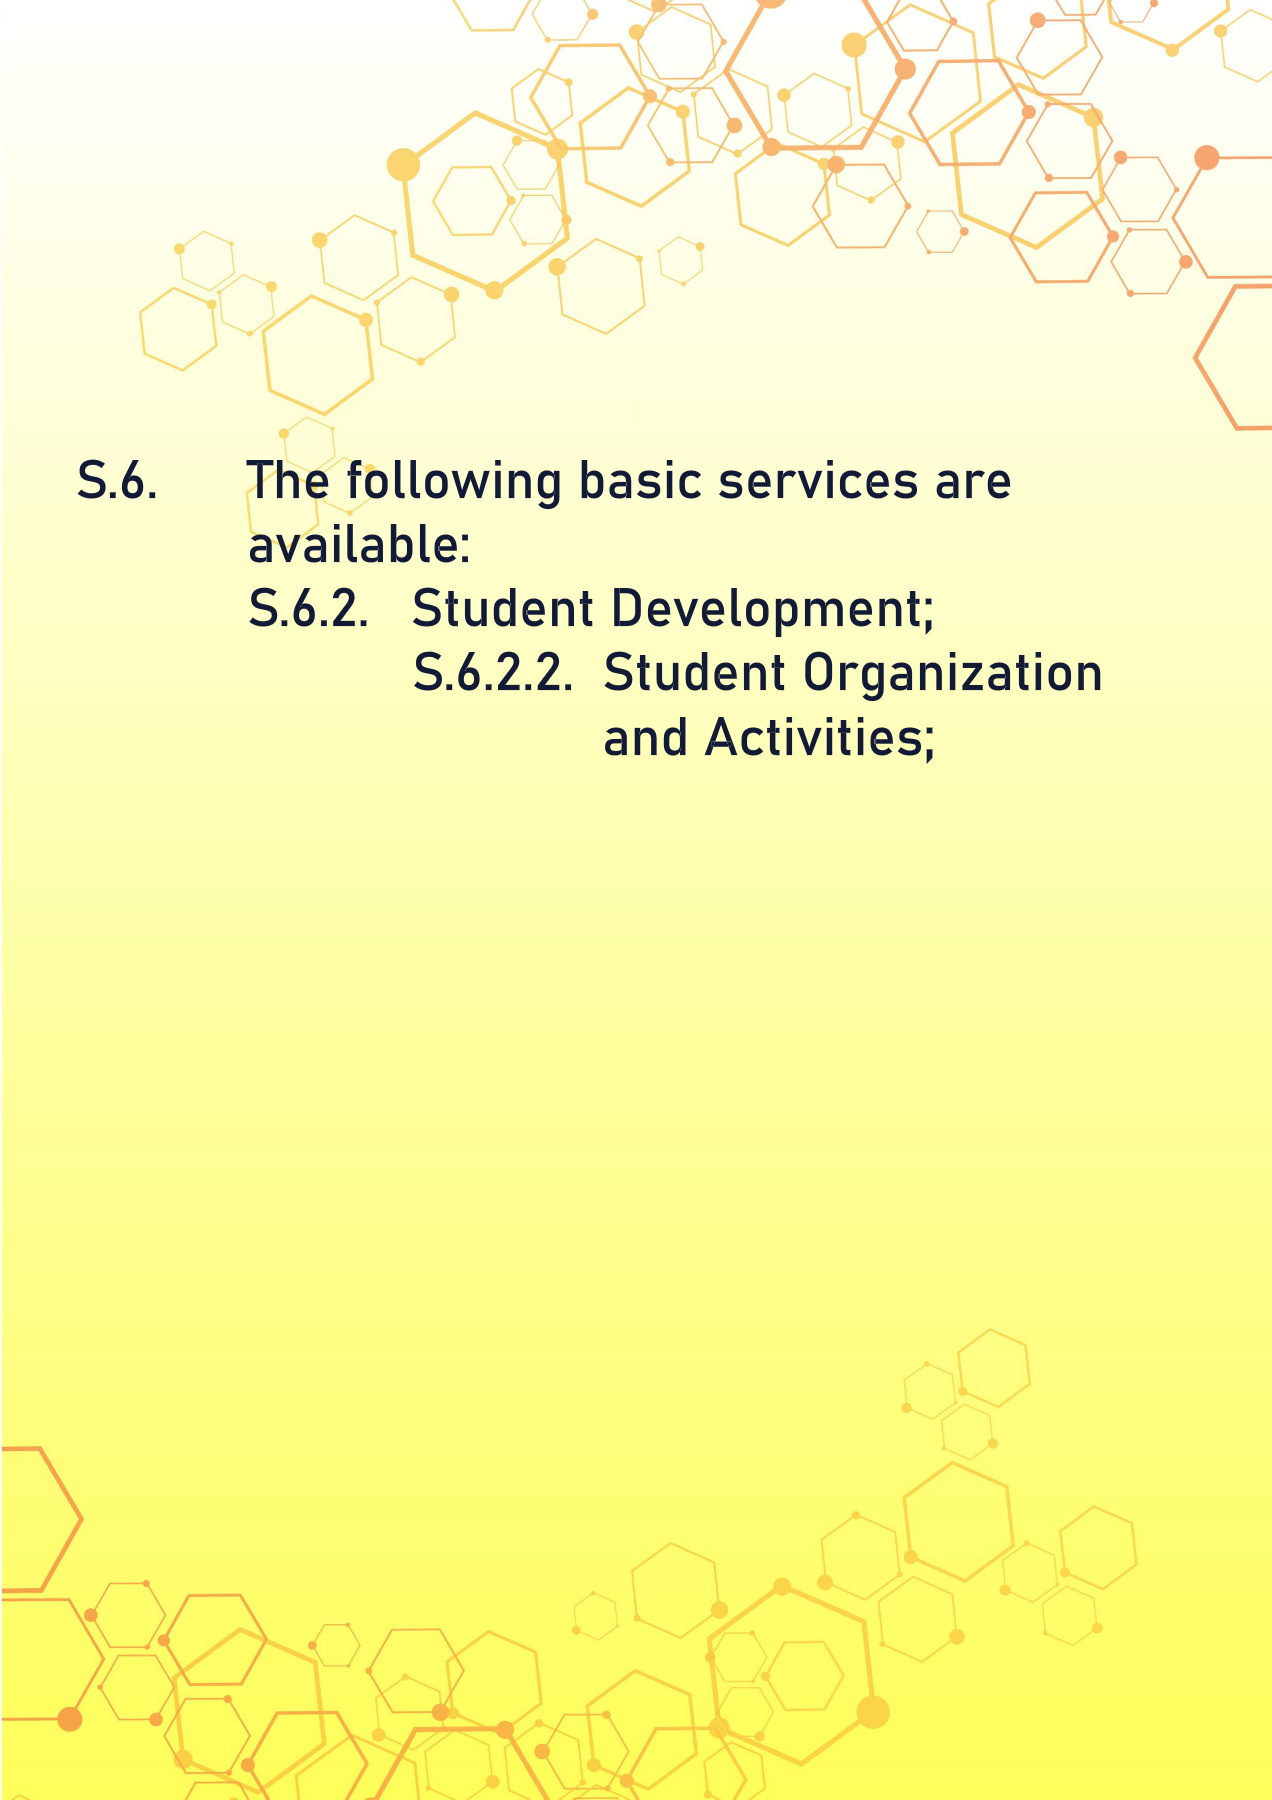 S.6. The following basic services are
available:
S.6.2. Student Development;
S.6.2.2. Student Organization
and Activities;